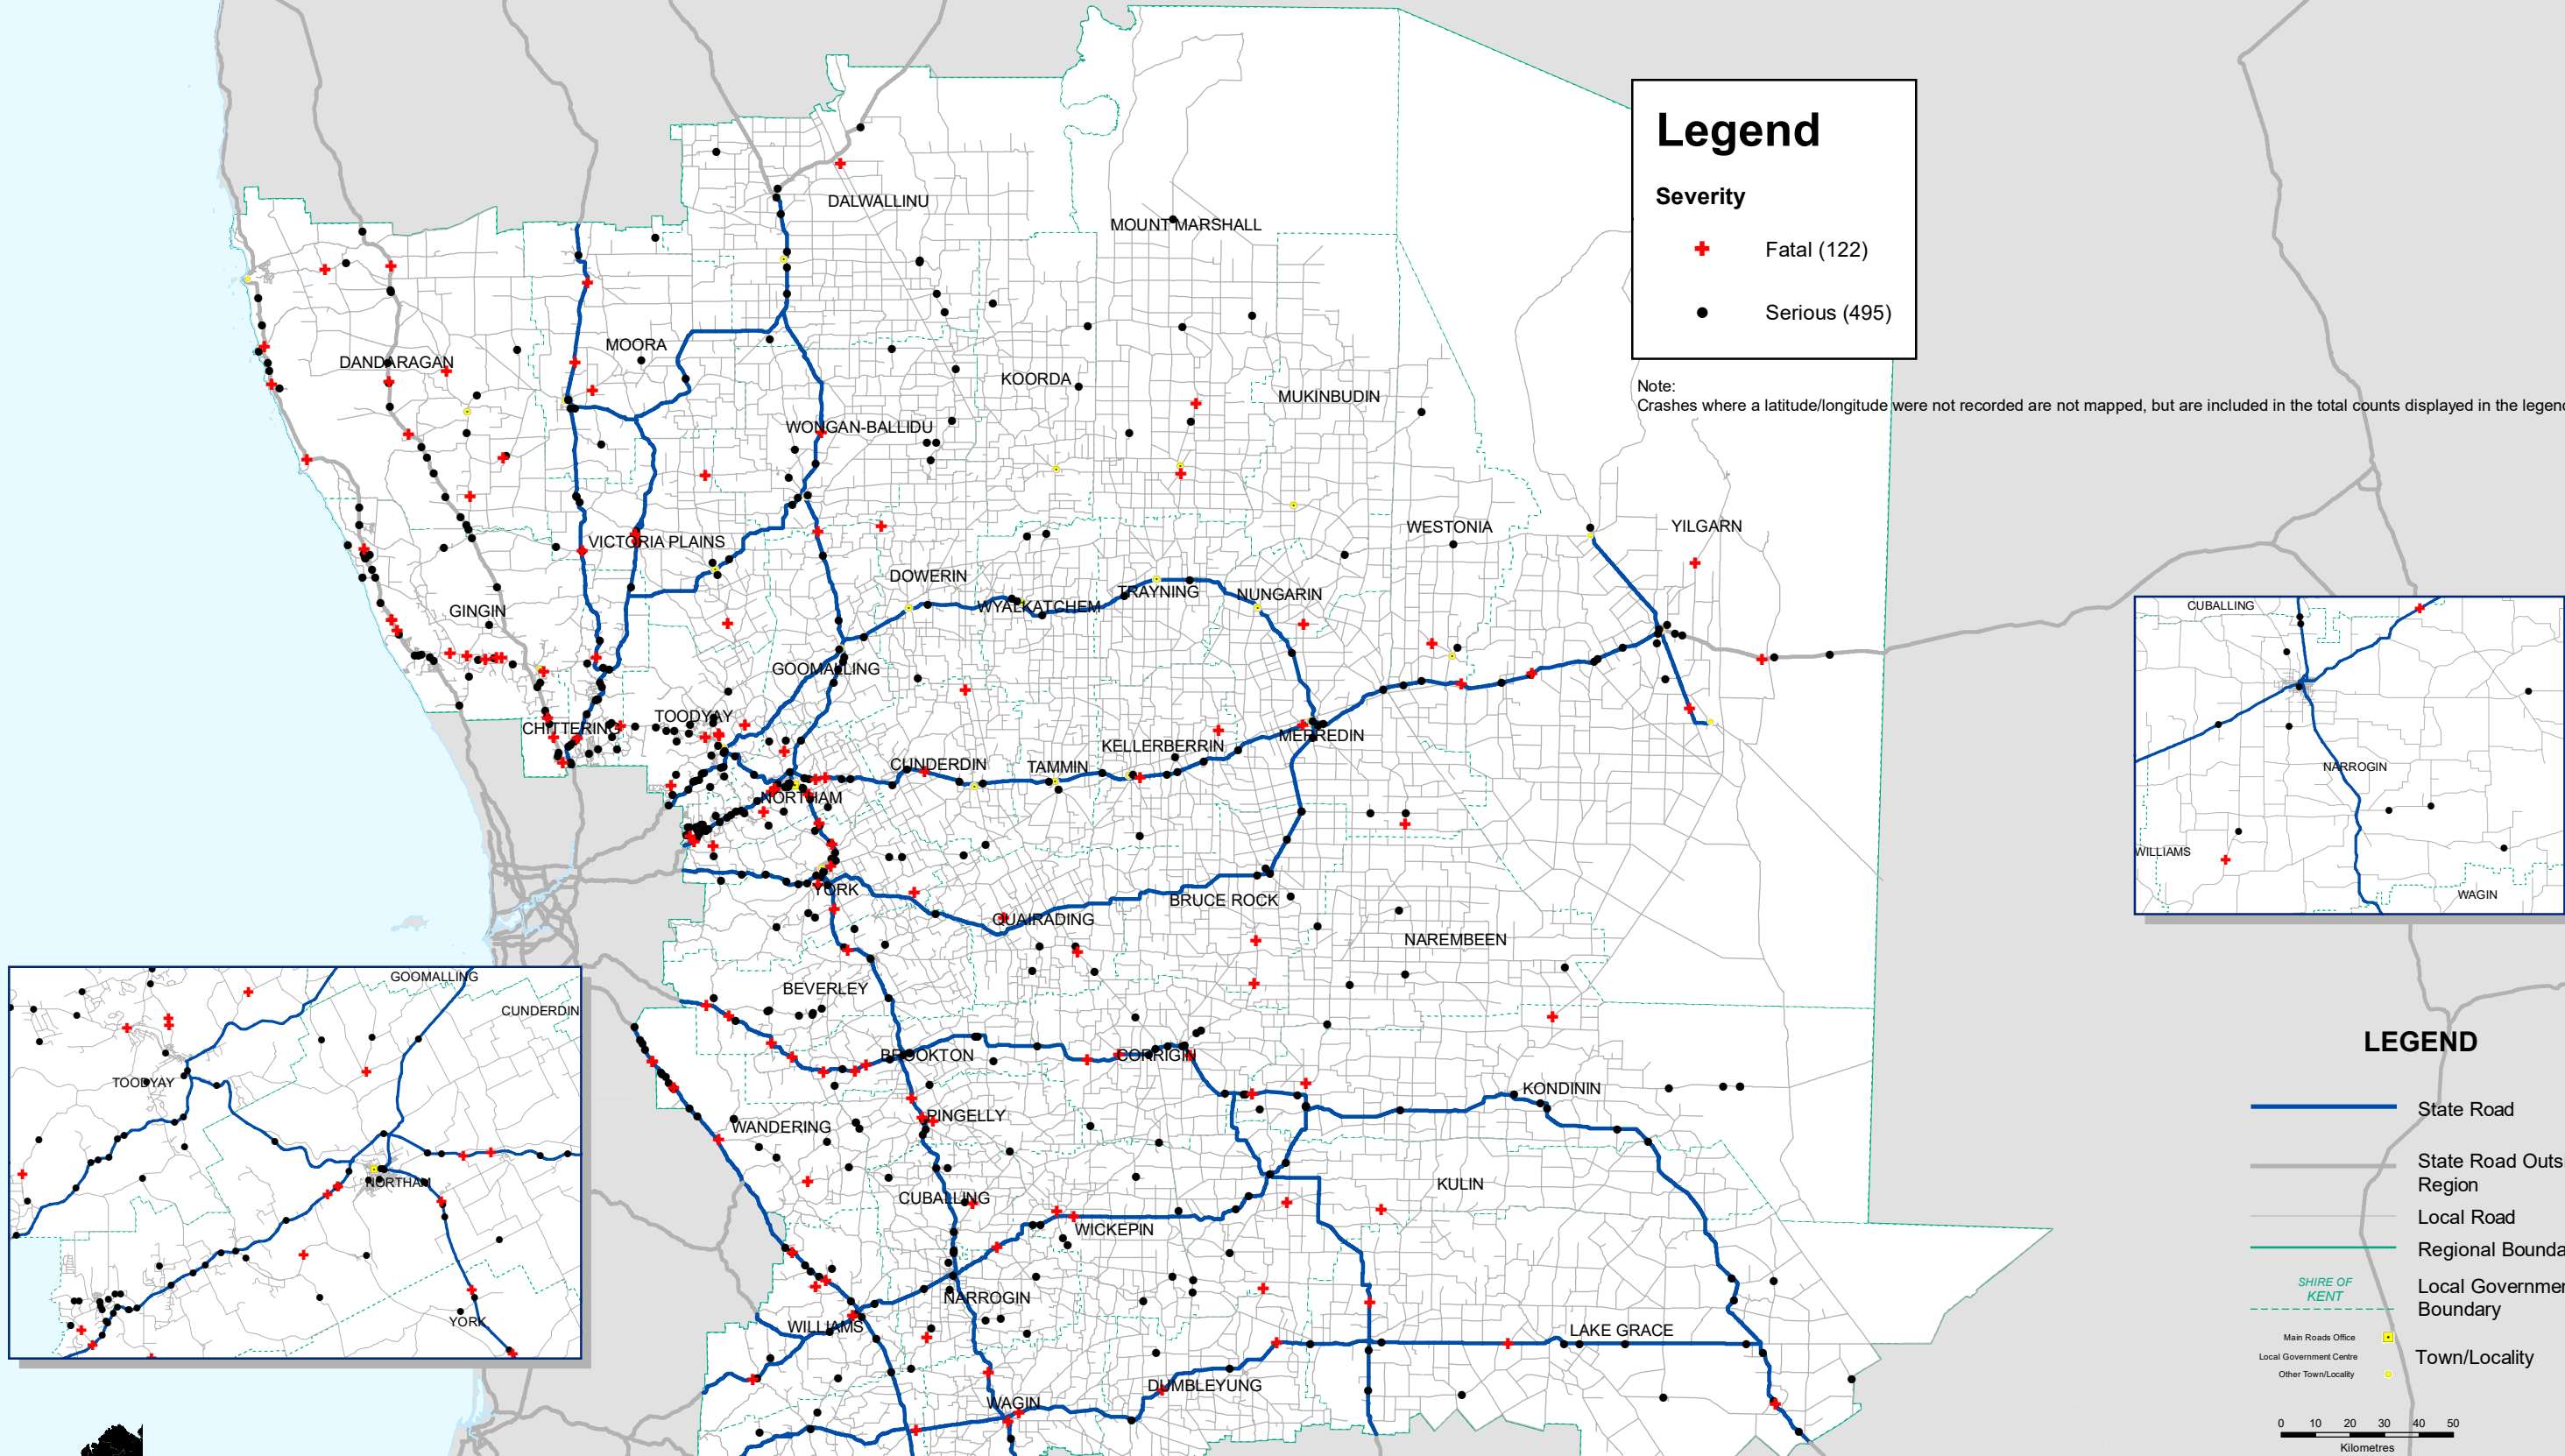 DALWALLINU
MOUNT MARSHALL
DANDARAGAN
MOORA
KOORDA
MUKINBUDIN
WONGAN-BALLIDU
VICTORIA PLAINS
WESTONIA
YILGARN
DOWERIN
WYALKATCHEM
TRAYNING
NUNGARIN
GINGIN
GOOMALLING
CHITTERING
TOODYAY
MERREDIN
KELLERBERRIN
CUNDERDIN
TAMMIN
NORTHAM
YORK
QUAIRADING
BRUCE ROCK
NAREMBEEN
BEVERLEY
BROOKTON
CORRIGIN
KONDININ
WANDERING
PINGELLY
CUBALLING
WICKEPIN
KULIN
NARROGIN
WILLIAMS
LAKE GRACE
DUMBLEYUNG
WAGIN
Legend
Severity
Fatal (122)
Serious (495)
Note:
Crashes where a latitude/longitude were not recorded are not mapped, but are included in the total counts displayed in the legen
CUBALLING
NARROGIN
WILLIAMS
WAGIN
GOOMALLING
CUNDERDIN
TOODYAY
NORTHAM
YORK
LEGEND
State Road
State Road Outs
Region
Local Road
Regional Bounda
SHIRE OF
KENT
Local Governme
Boundary
Main Roads Office
Local Government Centre
Other Town/Locality
Town/Locality
0 10 20 30 40 50
Kilometres